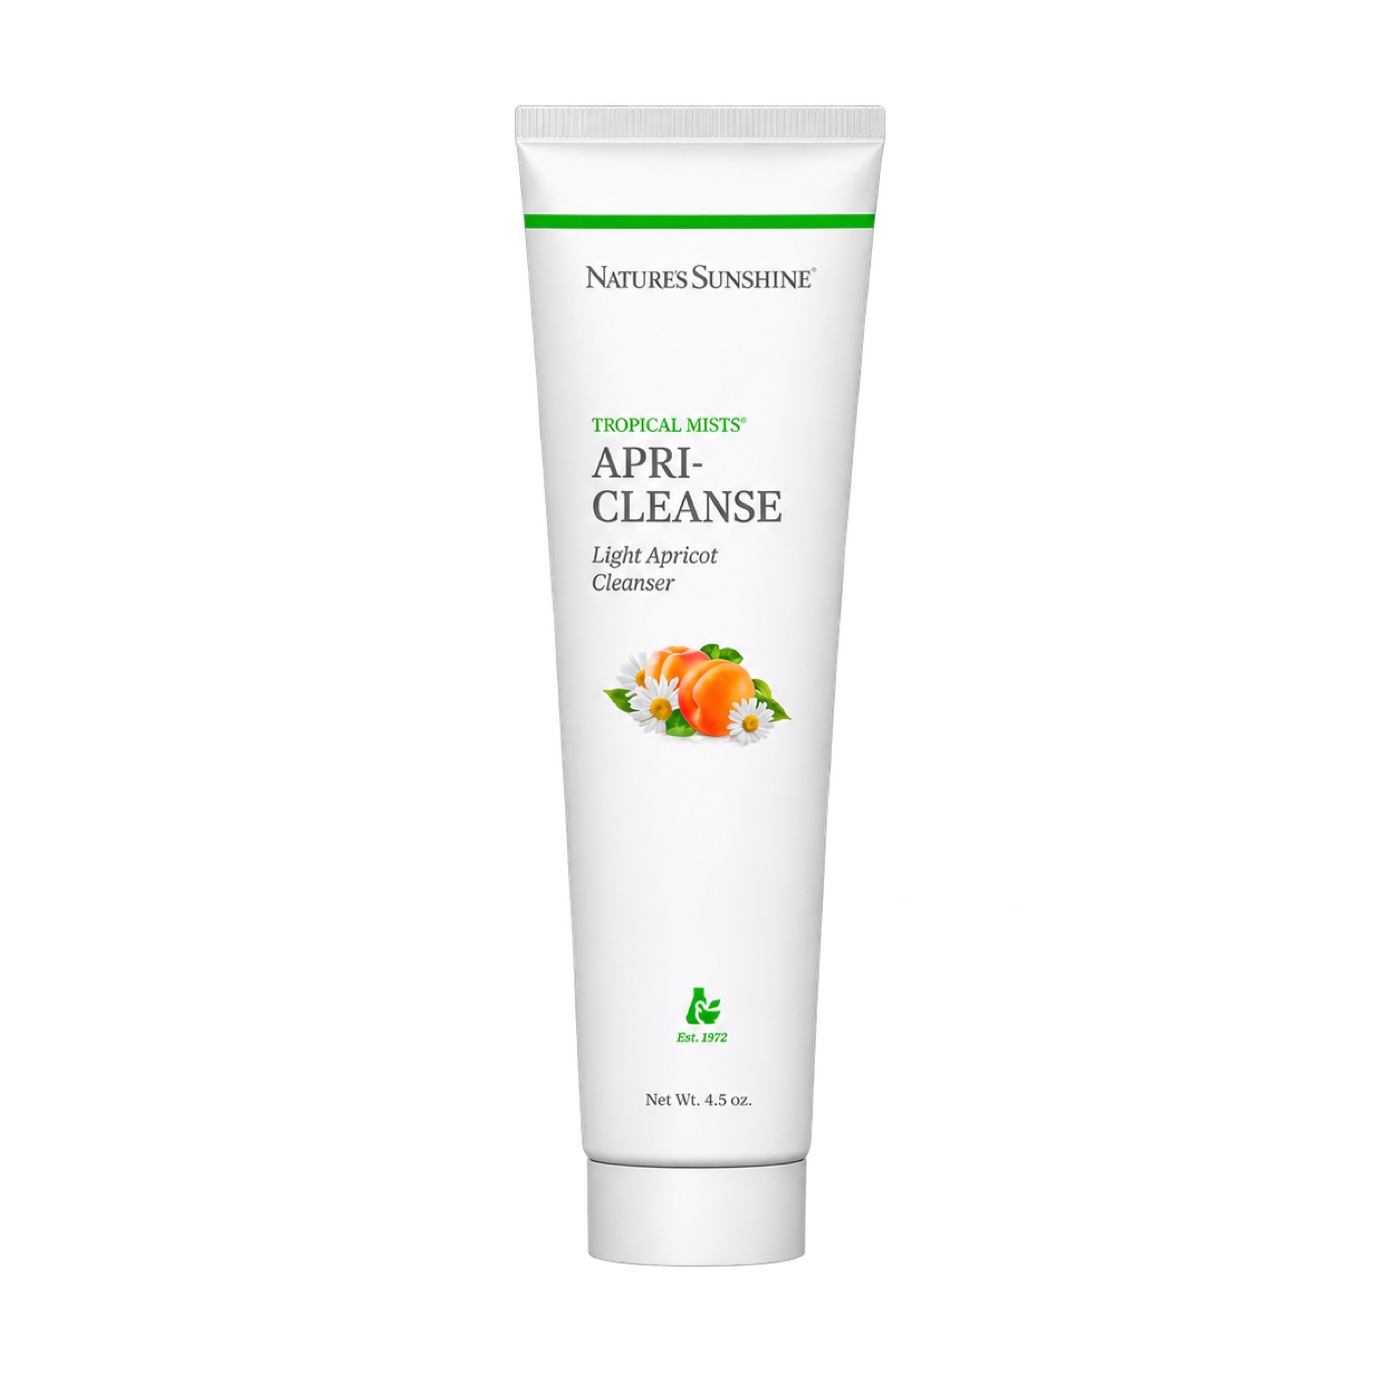 NATURE'S SUNSHINE®
TROPICAL MISTS®
APRI-
CLEANSE
Light Apricot
Cleanser
Est. 1972
Net Wt. 4.5 oz.